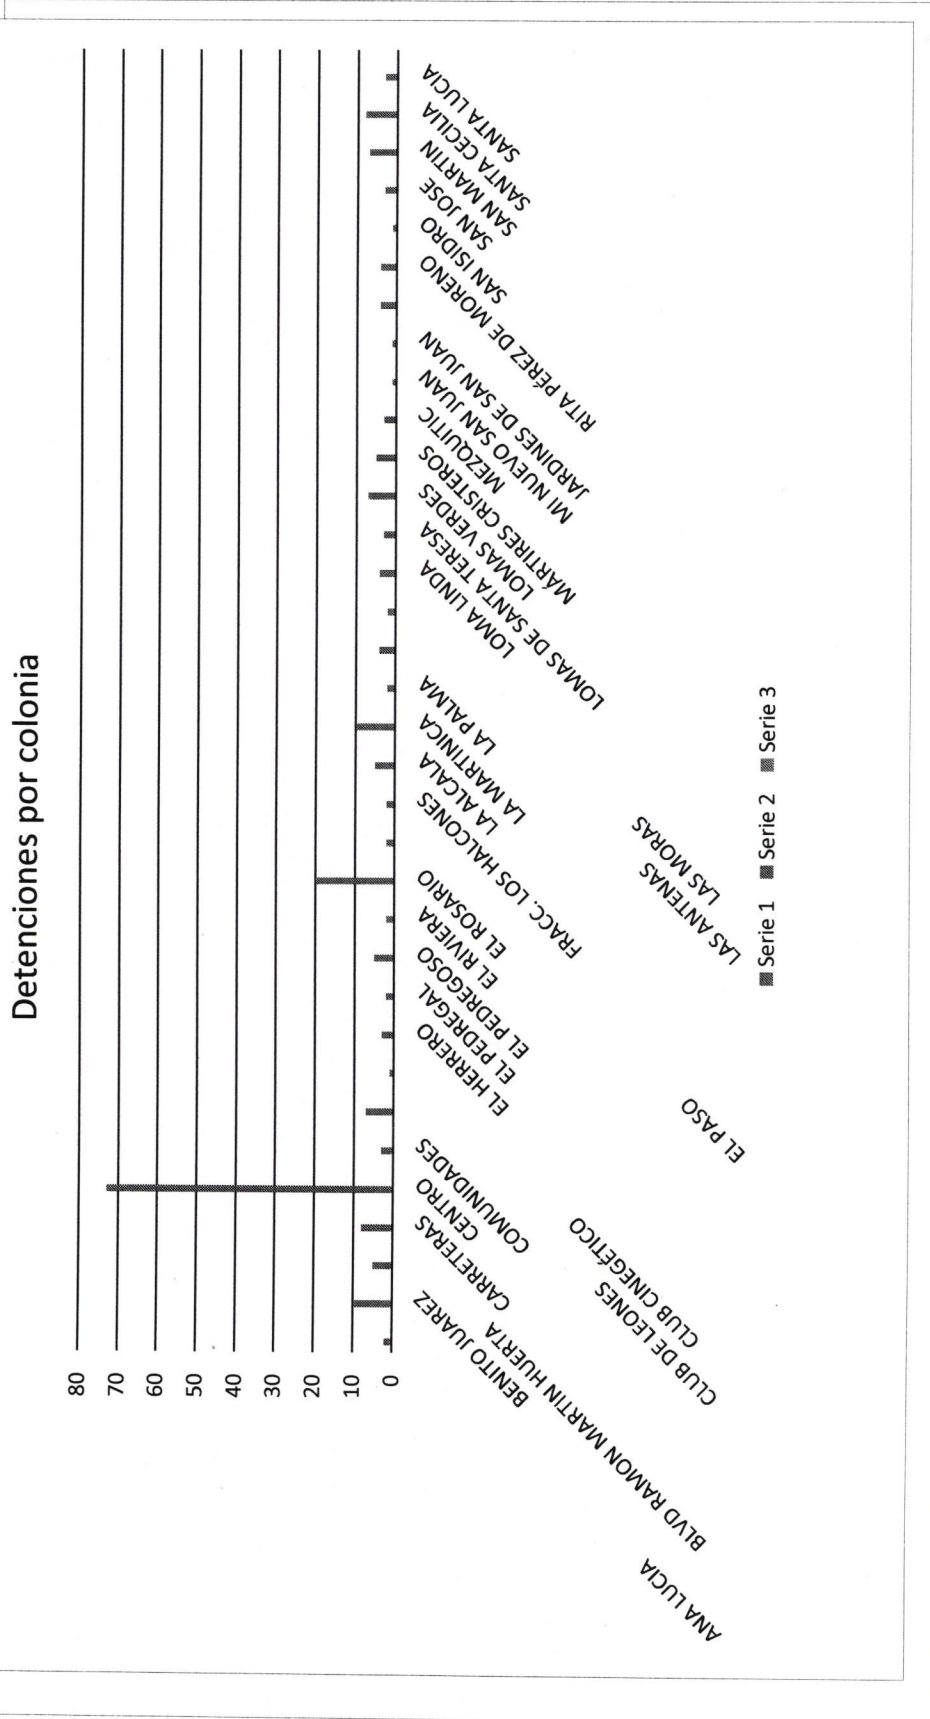 Detenciones por colonia
80
70
60
50
40
30
20
10
0
ANA LUCIA
BLVD RAMON MARTIN HUERTA
BENITO JUAREZ
CARRETERAS
CENTRO
CLUB DE LEONES
CLUB CINEGÉTICO
COMUNIDADES
EL HERRERO
EL PASO
EL PEDREGAL
EL PEDREGOSO
EL RIVIERA
EL ROSARIO
FRACC. LOS HALCONES
LA ALCALA
LA MARTINICA
LA PALMA
LAS ANTENAS
LAS MORAS
LOMA LINDA
LOMAS DE SANTA TERESA
LOMAS VERDES
MÁRTIRES CRISTEROS
MEZQUITIC
MI NUEVO SAN JUAN
JARDINES DE SAN JUAN
RITA PÉREZ DE MORENO
SAN ISIDRO
SAN JOSE
SAN MARTIN
SANTA CECILIA
SANTA LUCIA
Serie 1 Serie 2 Serie 3